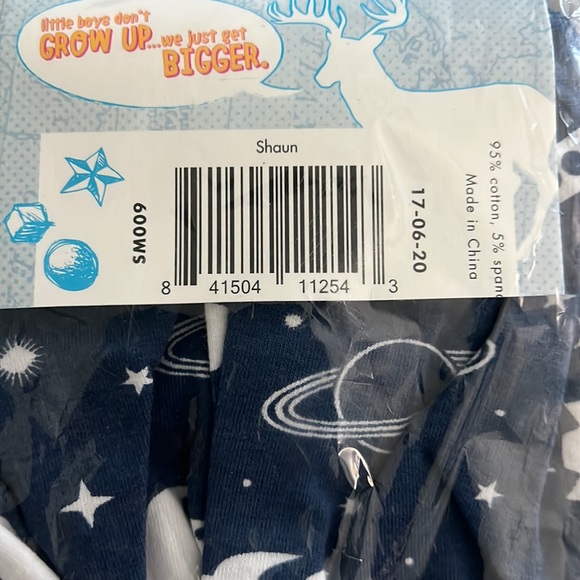 little boys don't
GROW UP...we just get
BIGGER.
Shaun
SM009
17-06-20
8 41504 11254 3
95% cotton, 5%
Made in China